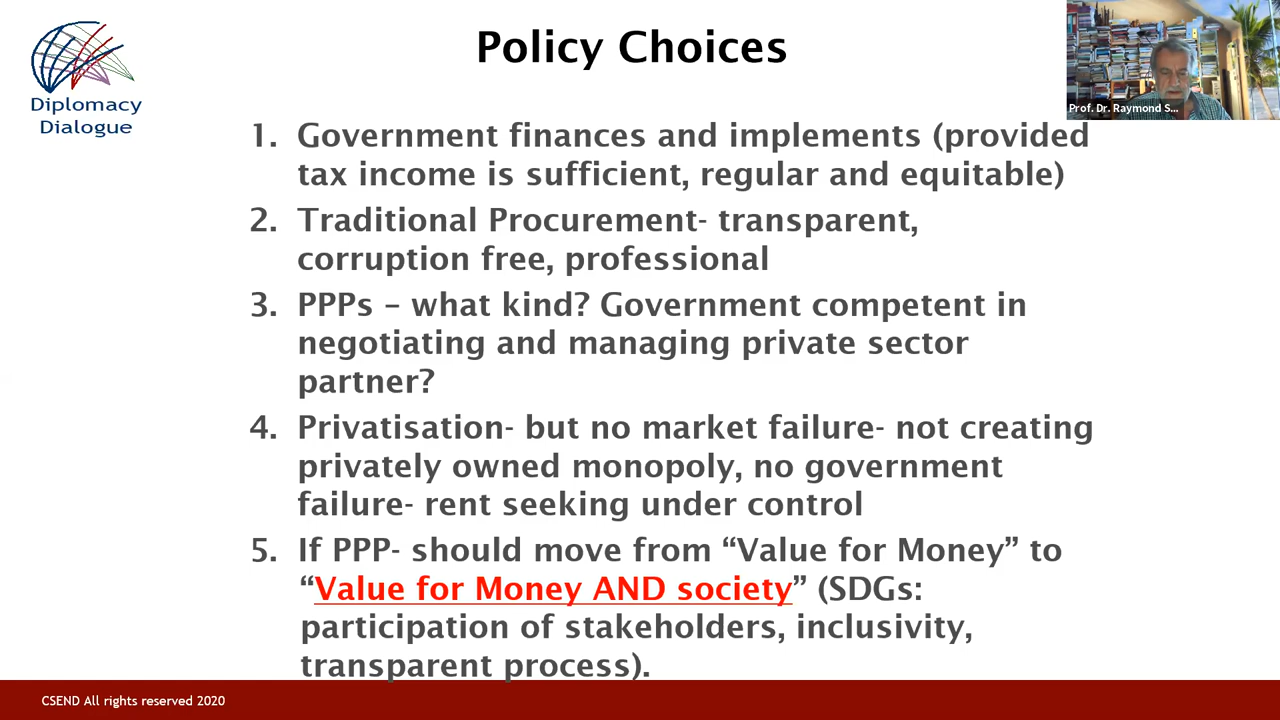 Policy Choices
Diplomacy
Dialogue
Prof. Dr. Raymond S...
1. Government finances and implements (provided
tax income is sufficient, regular and equitable)
2. Traditional Procurement- transparent,
corruption free, professional
3. PPPs – what kind? Government competent in
negotiating and managing private sector
partner?
4. Privatisation- but no market failure- not creating
privately owned monopoly, no government
failure- rent seeking under control
5. If PPP- should move from “Value for Money” to
“Value for Money AND society” (SDGs:
participation of stakeholders, inclusivity,
transparent process).
CSEND All rights reserved 2020